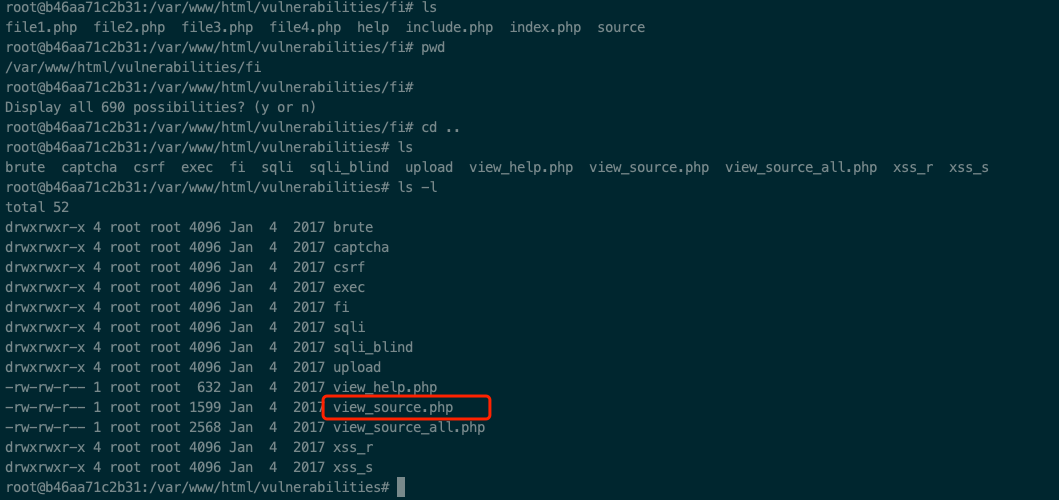 root@b46aa71c2b31:/var/www/html/vulnerabilities/fi# ls
file1.php  file2.php  file3.php  file4.php  help  include.php  index.php  source
root@b46aa71c2b31:/var/www/html/vulnerabilities/fi# pwd
/var/www/html/vulnerabilities/fi
root@b46aa71c2b31:/var/www/html/vulnerabilities/fi#
Display all 690 possibilities? (y or n)
root@b46aa71c2b31:/var/www/html/vulnerabilities/fi# cd ..
root@b46aa71c2b31:/var/www/html/vulnerabilities# ls
brute  captcha  csrf  exec  fi  sqli  sqli_blind  upload  view_help.php  view_source.php  view_source_all.php  xss_r  xss_s
root@b46aa71c2b31:/var/www/html/vulnerabilities# ls -l
total 52
drwxrwxr-x 4 root root 4096 Jan  4  2017 brute
drwxrwxr-x 4 root root 4096 Jan  4  2017 captcha
drwxrwxr-x 4 root root 4096 Jan  4  2017 csrf
drwxrwxr-x 4 root root 4096 Jan  4  2017 exec
drwxrwxr-x 4 root root 4096 Jan  4  2017 fi
drwxrwxr-x 4 root root 4096 Jan  4  2017 sqli
drwxrwxr-x 4 root root 4096 Jan  4  2017 sqli_blind
drwxrwxr-x 4 root root 4096 Jan  4  2017 upload
-rw-rw-r-- 1 root root  632 Jan  4  2017 view_help.php
-rw-rw-r-- 1 root root 1599 Jan  4  2017 view_source.php
-rw-rw-r-- 1 root root 2568 Jan  4  2017 view_source_all.php
drwxrwxr-x 4 root root 4096 Jan  4  2017 xss_r
drwxrwxr-x 4 root root 4096 Jan  4  2017 xss_s
root@b46aa71c2b31:/var/www/html/vulnerabilities#